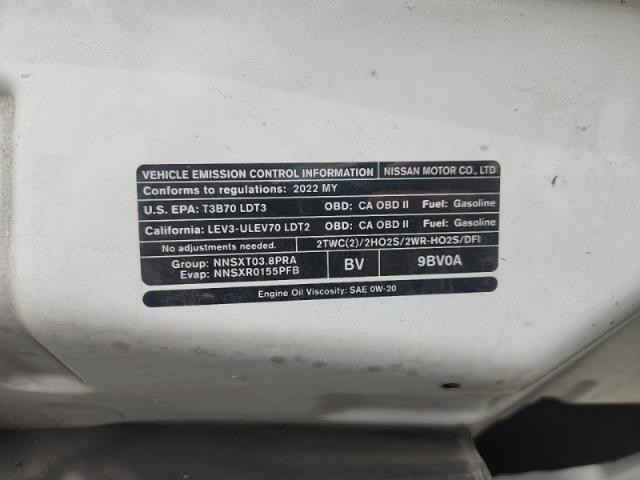 VEHICLE EMISSION CONTROL INFORMATION NISSAN MOTOR CO., LTD
Conforms to regulations: 2022 MY
U.S. EPA: T3B70 LDT3 OBD: CA OBD II Fuel: Gasoline
California: LEV3-ULEV70 LDT2 OBD: CA OBD II Fuel: Gasoline
No adjustments needed. 2TWC(2)/2HO2S/2WR-HO2S/DFI
Group: NNSXT03.8PRA BV 9BV0A
Evap: NNSXR0155PFB
Engine Oil Viscosity: SAE 0W-20